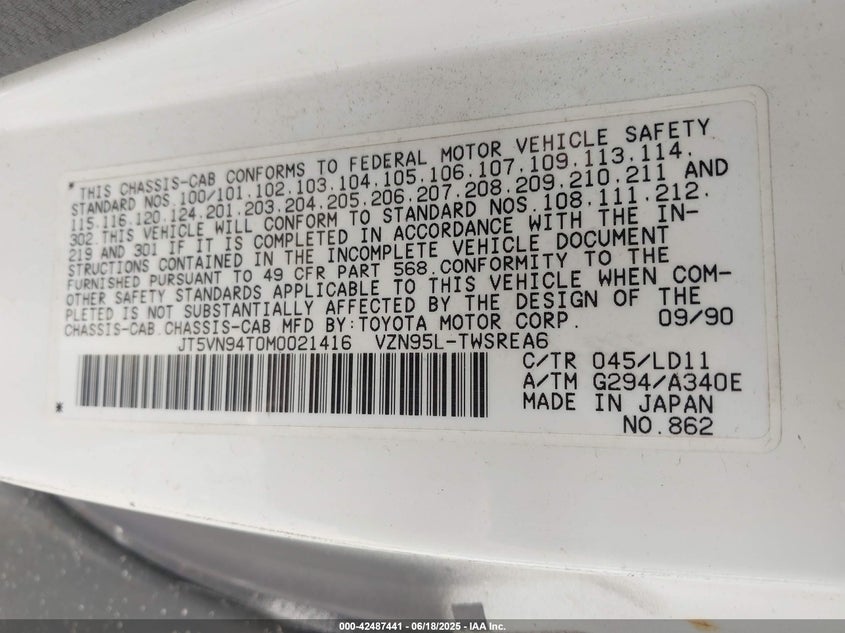 *THIS CHASSIS-CAB CONFORMS TO FEDERAL MOTOR VEHICLE SAFETY
STANDARD NOS.100/101.102.103.104.105.106.107.109.113.114.
115.116.120.124.201.203.204.205.206.207.208.209.210.211 AND
302.THIS VEHICLE WILL CONFORM TO STANDARD NOS.108.111.212.
219 AND 301 IF IT IS COMPLETED IN ACCORDANCE WITH THE IN-
STRUCTIONS CONTAINED IN THE INCOMPLETE VEHICLE DOCUMENT
FURNISHED PURSUANT TO 49 CFR PART 568.CONFORMITY TO THE
OTHER SAFETY STANDARDS APPLICABLE TO THIS VEHICLE WHEN COM-
PLETED IS NOT SUBSTANTIALLY AFFECTED BY THE DESIGN OF THE
CHASSIS-CAB.CHASSIS-CAB MFD BY:TOYOTA MOTOR CORP. 09/90
JT5VN94T0M0021416 VZN95L-TWSREA6
C/TR 045/LD11
A/TM G294/A340E
MADE IN JAPAN
* NO.862
000-42487441 - 06/18/2025 - IAA Inc.